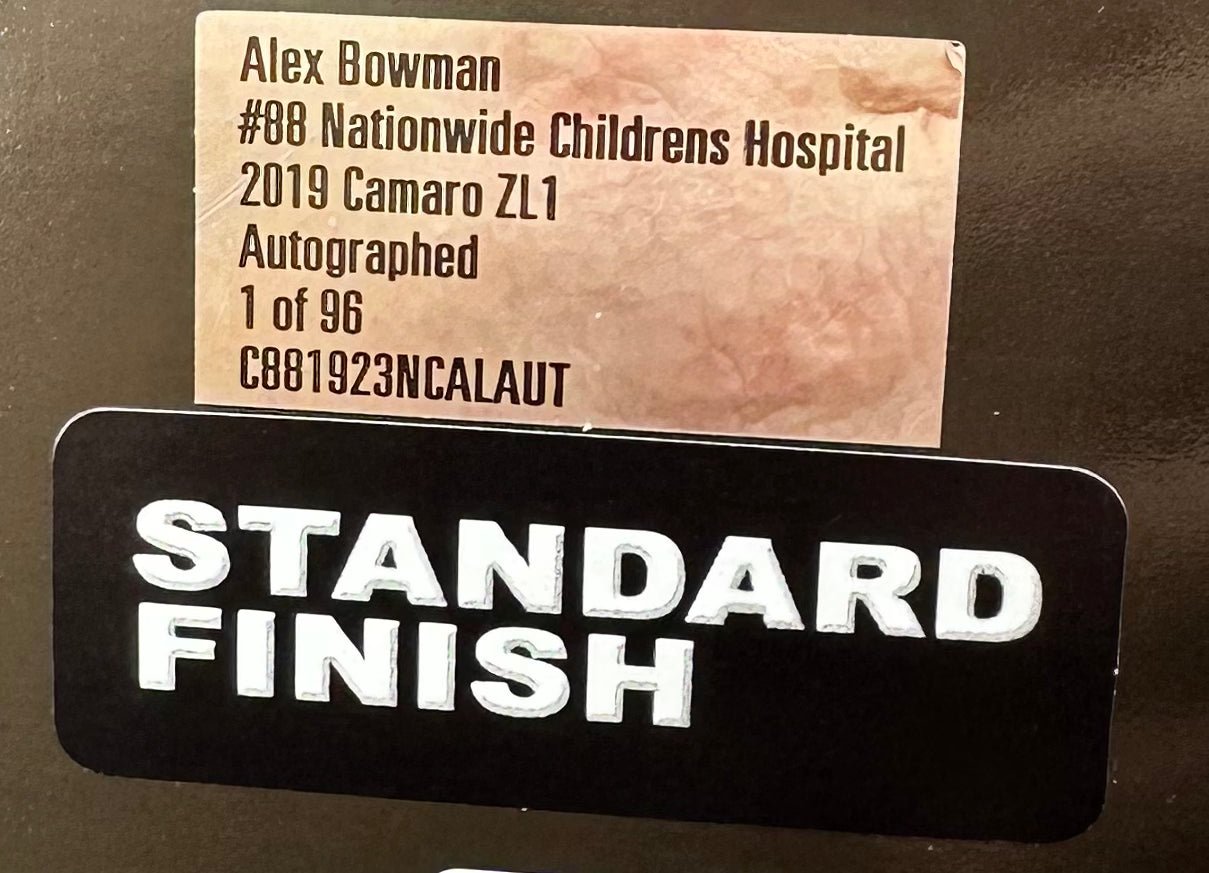 Alex Bowman
#88 Nationwide Childrens Hospital
2019 Camaro ZL1
Autographed
1 of 96
C881923NCALAUT
STANDARD
FINISH